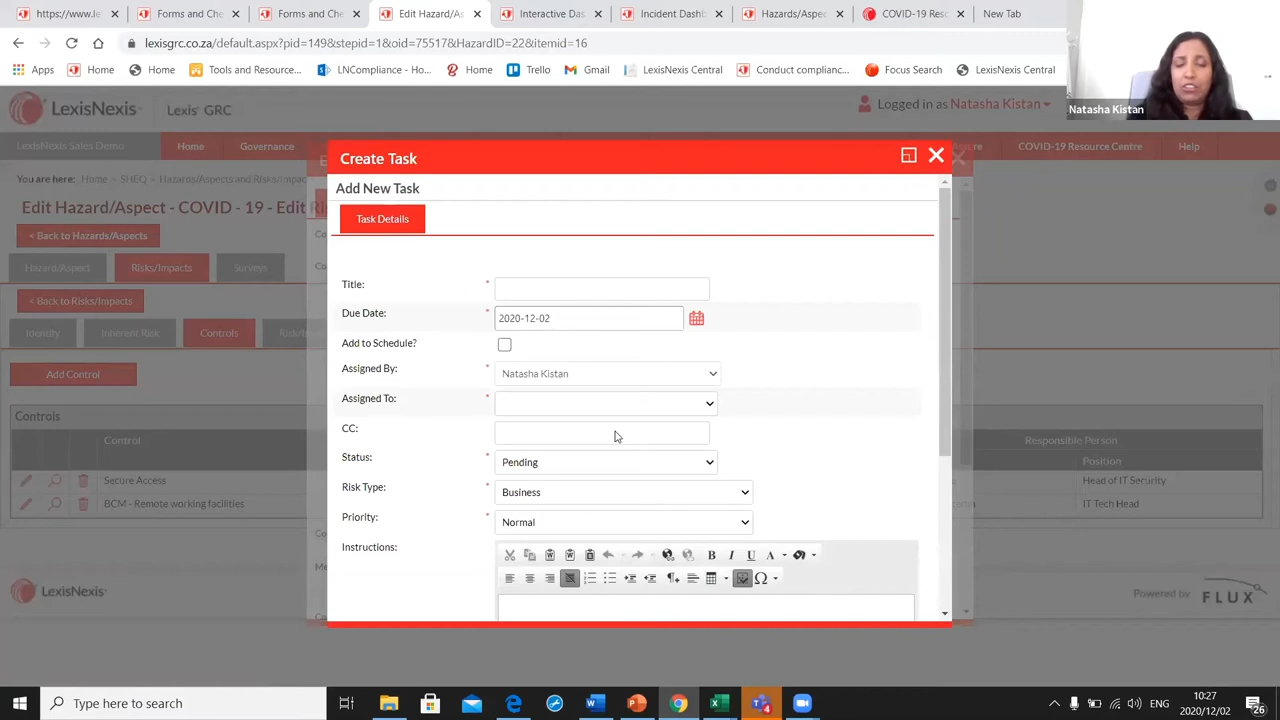 https://www.le
Forms and Che
Forms and Che
Edit Hazard/As
Interactive Das
Incident Dashb
Hazards/Aspec
COVID-19 Reso
New Tab
lexisgrc.co.za/default.aspx?pid=149&stepid=1&oid=75517&HazardID=22&itemid=16
Apps
Home
Home
Tools and Resource...
LNCompliance - Ho...
Home
Trello
Gmail
LexisNexis Central
Conduct complianc...
Focus Search
LexisNexis Central
Natasha Kistan
LexisNexis
Lexis GRC
Logged in as Natasha Kistan
LexisNexis Sales Demo
Home
Governance
COVID-19 Resource Centre
Help
You are here: Home - SHEQ - Hazards/Aspects and Risks/Impac
Edit Hazard/Aspect - COVID - 19 - Edit R
< Back to Hazards/Aspects
Hazard/Aspect
Risks/Impacts
Surveys
< Back to Risks/Impacts
Identity
Inherent Risk
Controls
Add Control
Controls
Control
Responsible Person
Position
Secure Access
Head of IT Security
BCM - Remote working facilities
IT Tech Head
Create Task
Add New Task
Task Details
Title: *
Due Date: * 2020-12-02
Add to Schedule?
Assigned By: * Natasha Kistan
Assigned To: *
CC:
Status: * Pending
Risk Type: * Business
Priority: * Normal
Instructions:
B I U A
LexisNexis
Powered by FLUX
Type here to search
4
ENG
10:27
2020/12/02
26